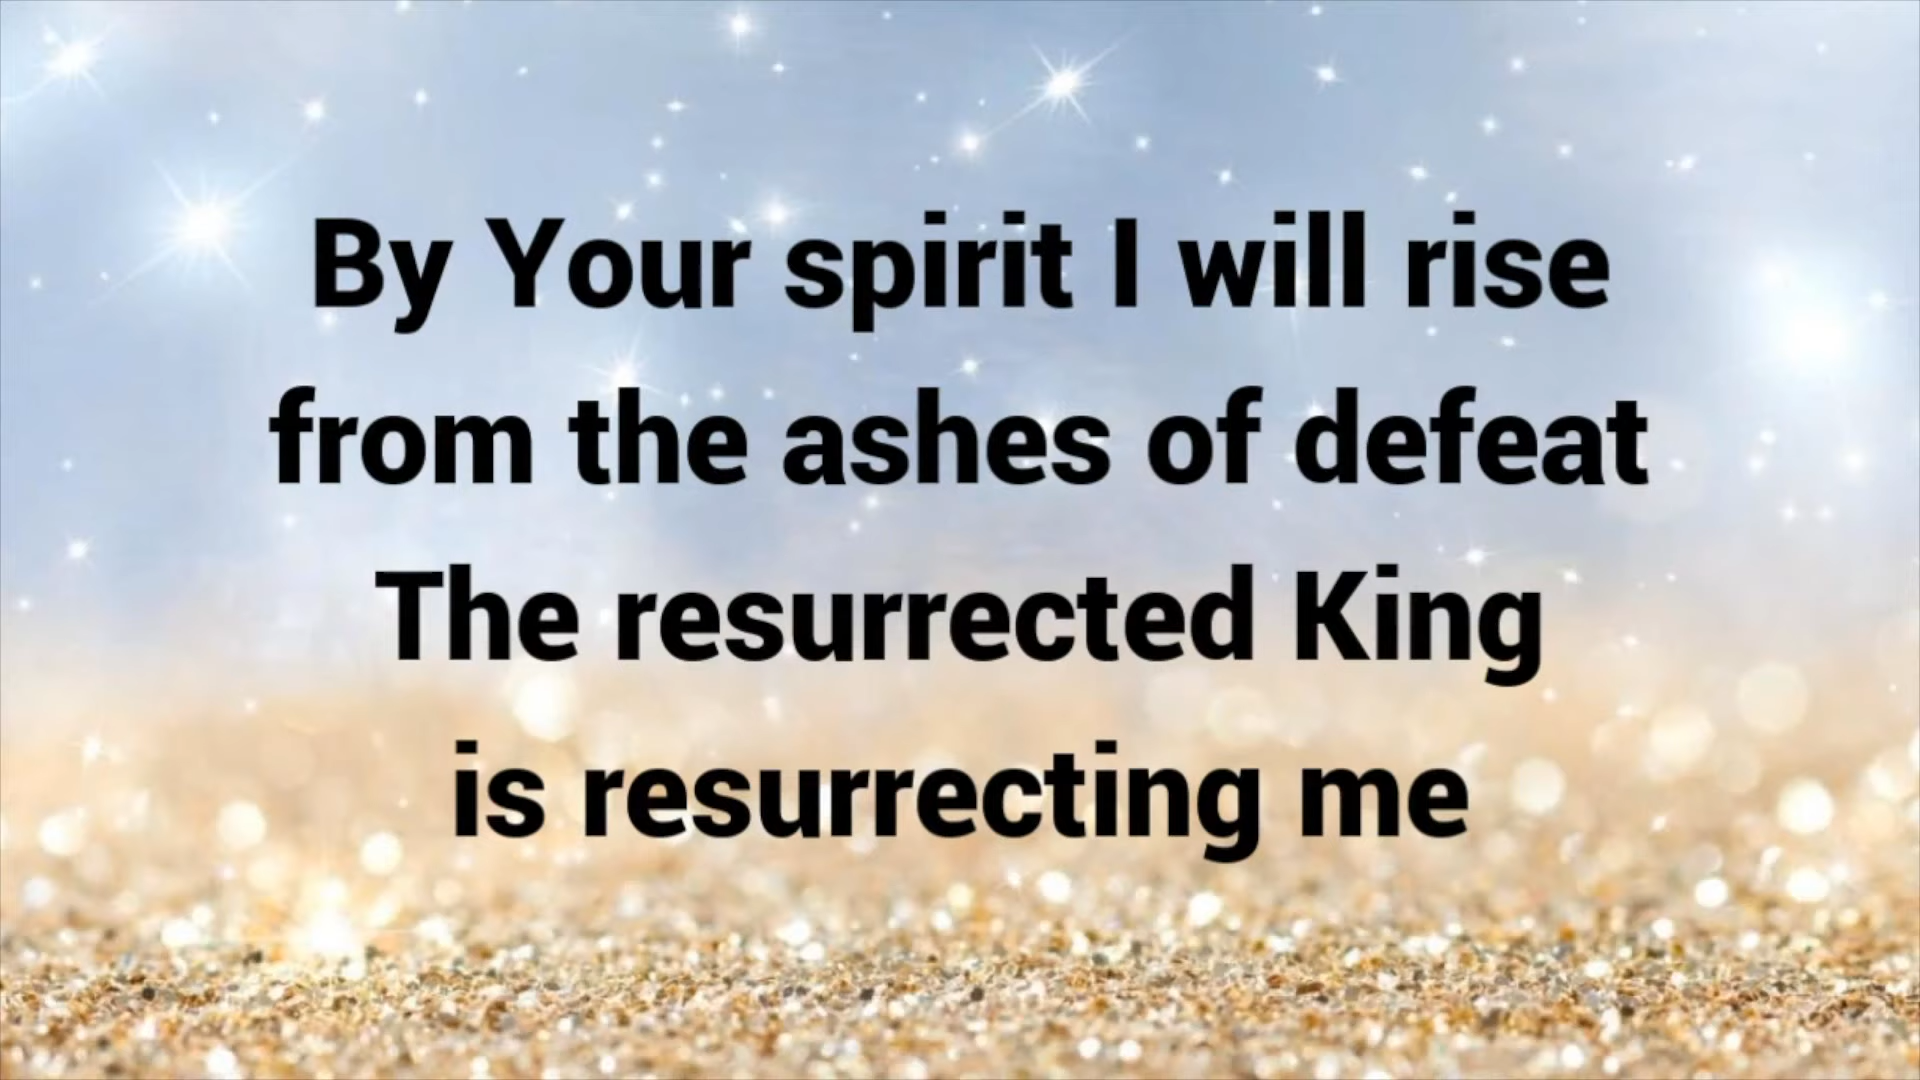 By Your spirit I will rise
from the ashes of defeat
The resurrected King
is resurrecting me